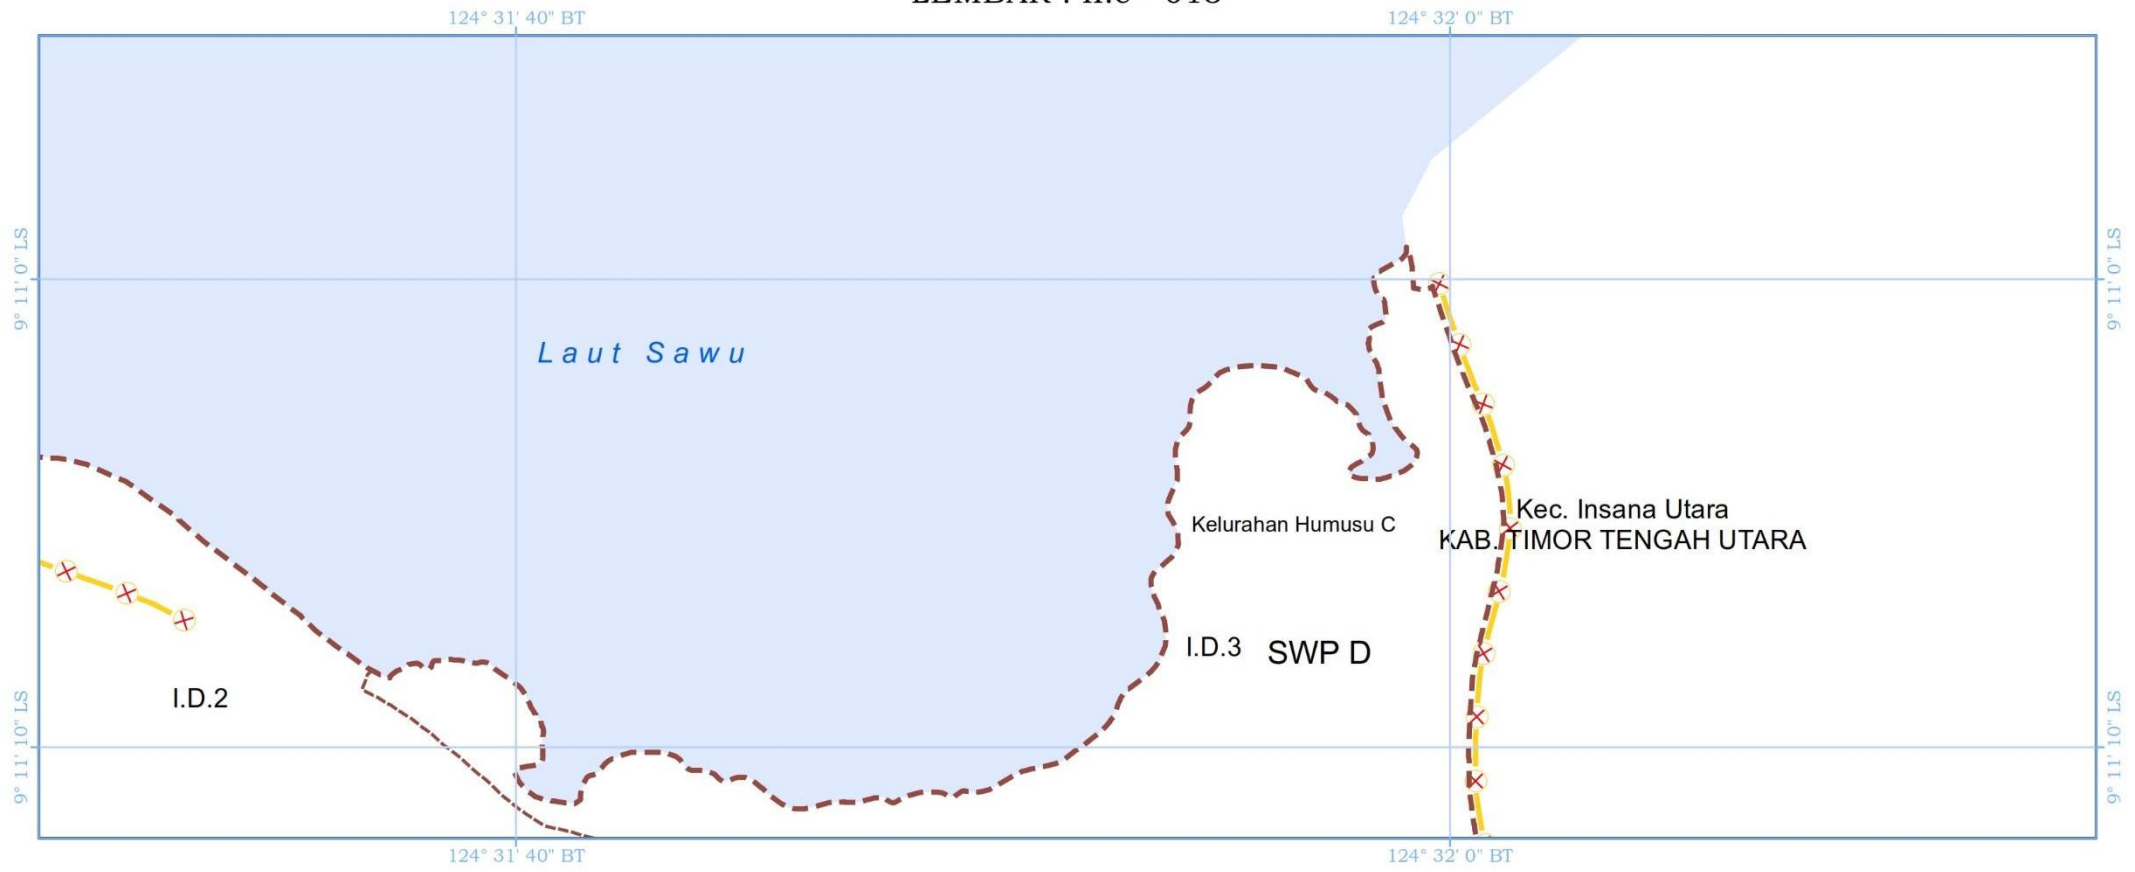 124° 31' 40" BT
124° 32' 0" BT
9° 11' 0" LS
9° 11' 0" LS
Laut Sawu
Kec. Insana Utara
Kelurahan Humusu C
KAB. TIMOR TENGAH UTARA
I.D.3
SWP D
I.D.2
9° 11' 10" LS
9° 11' 10" LS
124° 31' 40" BT
124° 32' 0" BT